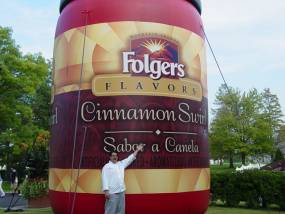 Folgers
FLAVORS
Cinnamon Swirl
Sabor a Canela